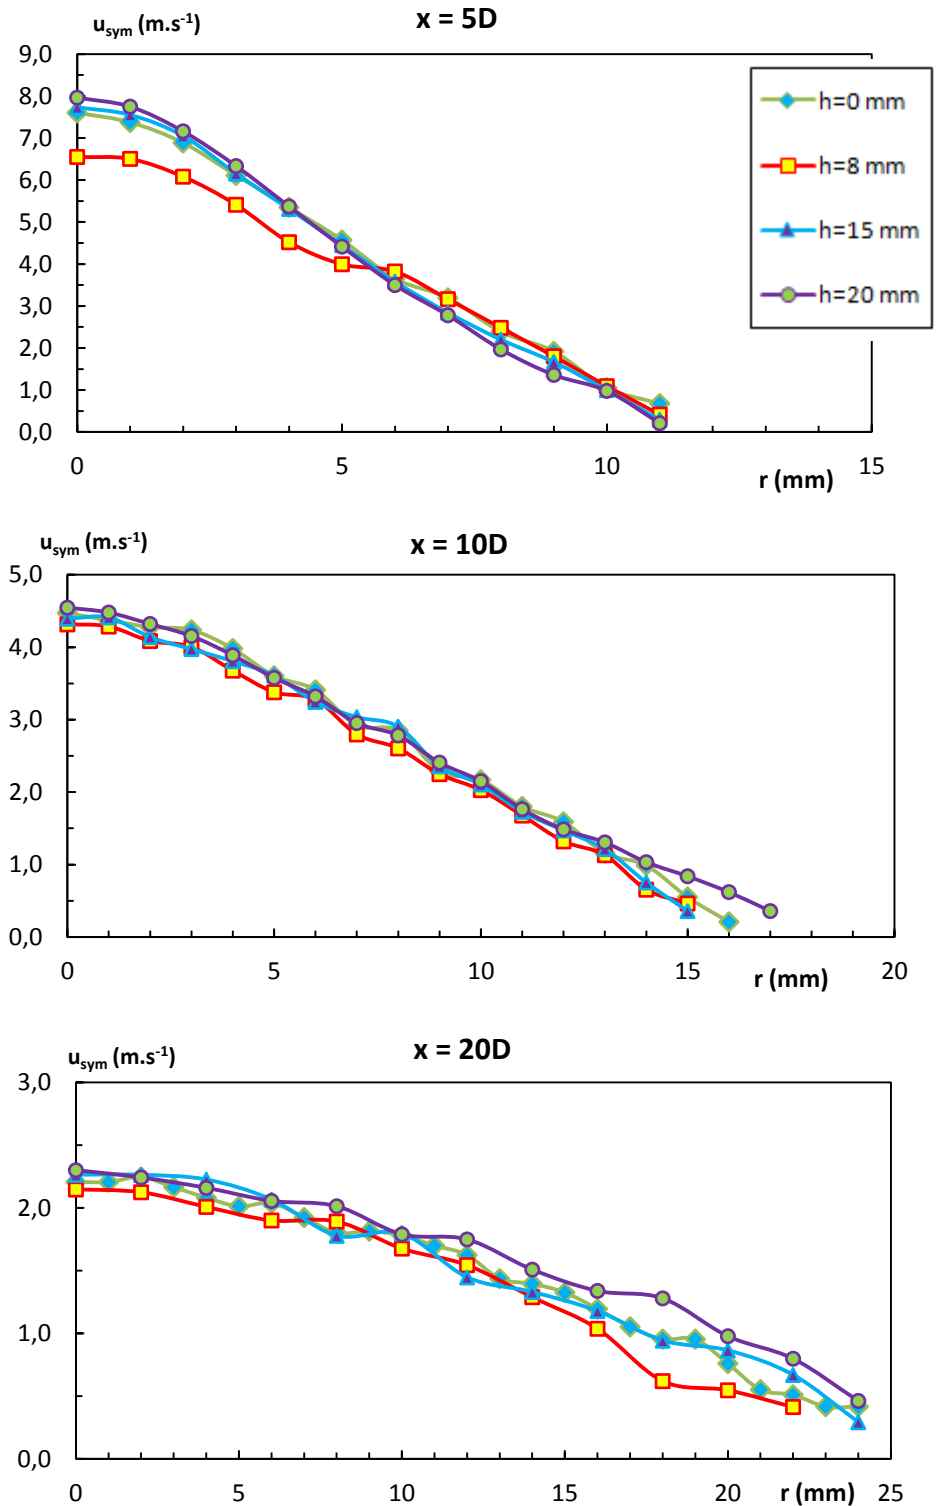 x = 5D
u_sym (m.s⁻¹)
9,0
8,0
7,0
6,0
5,0
4,0
3,0
2,0
1,0
0,0
h=0 mm
h=8 mm
h=15 mm
h=20 mm
0 5 10 15
r (mm)
u_sym (m.s⁻¹)
x = 10D
5,0
4,0
3,0
2,0
1,0
0,0
0 5 10 15 20
r (mm)
x = 20D
u_sym (m.s⁻¹)
3,0
2,0
1,0
0,0
0 5 10 15 20 25
r (mm)